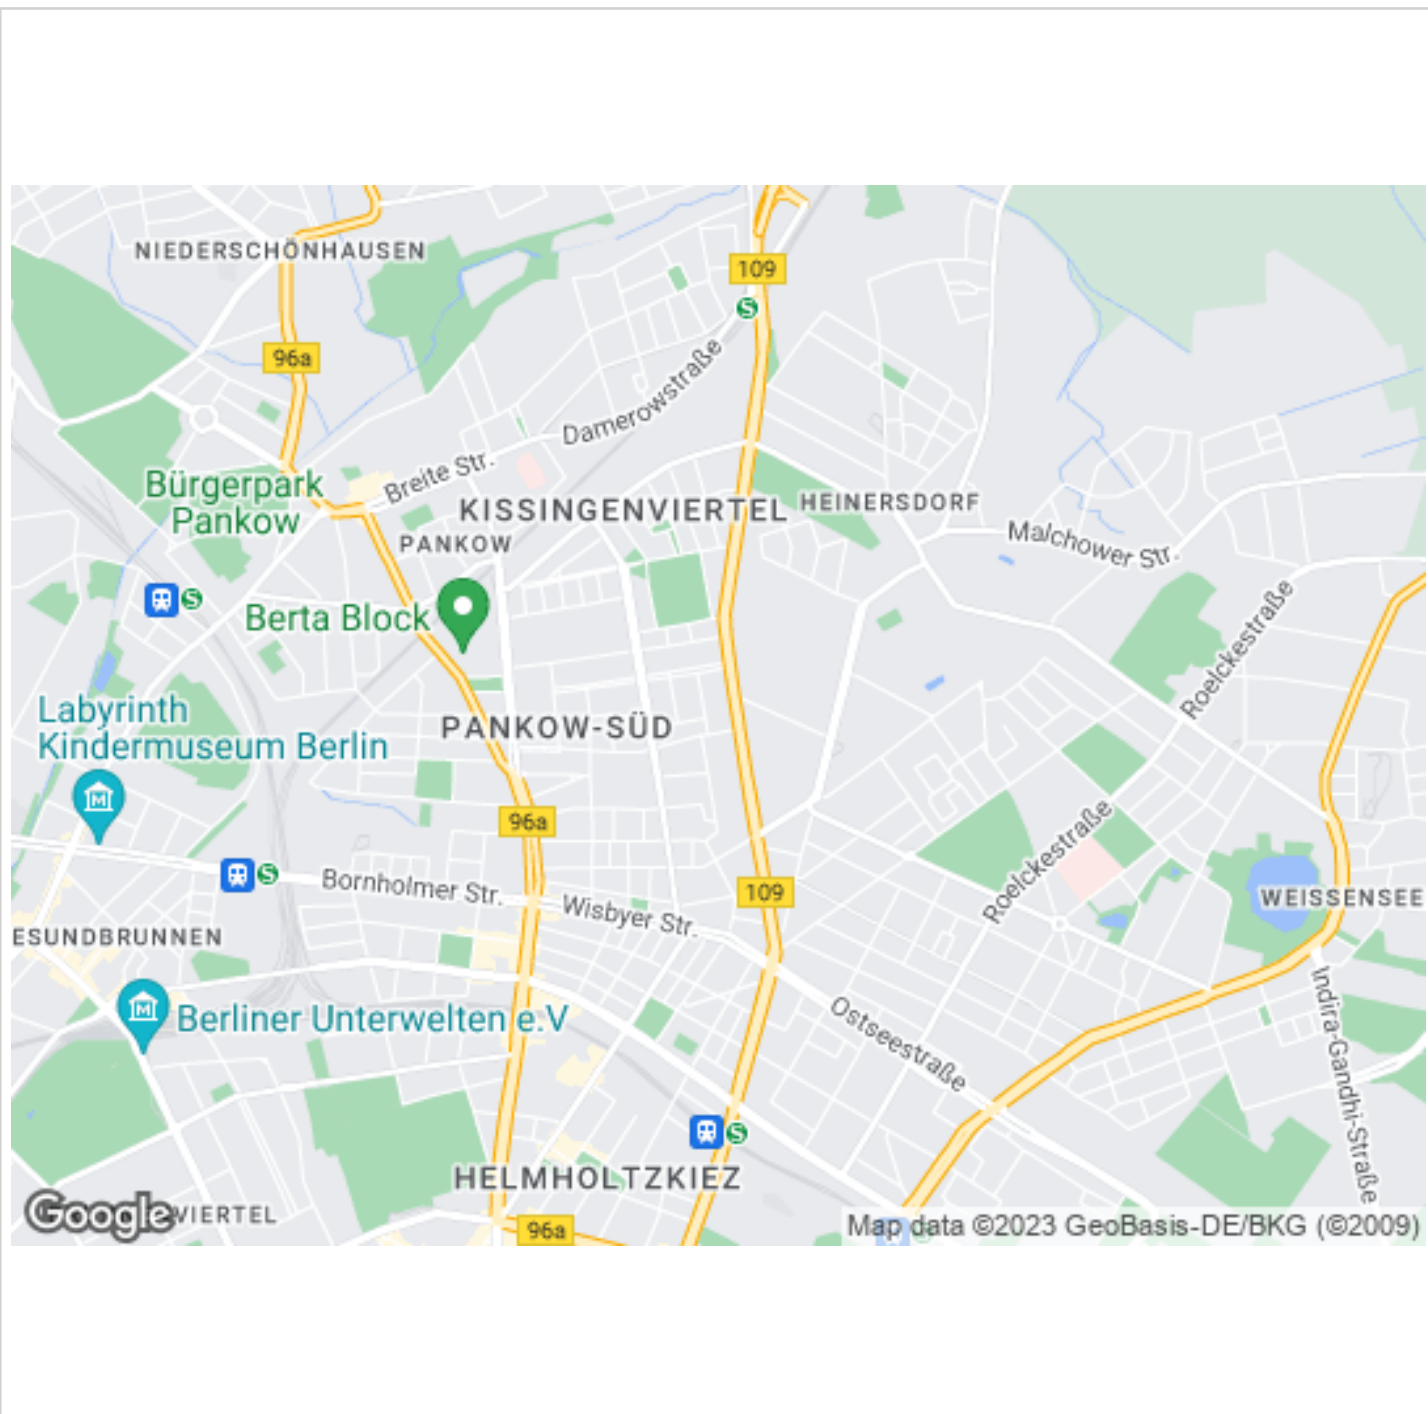 NIEDERSCHÖNHAUSEN
109
S
96a
Damerowstraße
Breite Str.
Bürgerpark
Pankow
KISSINGENVIERTEL
HEINERSDORF
PANKOW
Malchower Str.
S
Berta Block
Roelckestraße
Labyrinth
Kindermuseum Berlin
PANKOW-SÜD
M
96a
Roelckestraße
S
Bornholmer Str.
109
WEISSENSEE
Wisbyer Str.
ESUNDBRUNNEN
M
Berliner Unterwelten e.V
Ostseestraße
Indira-Gandhi-Straße
S
HELMHOLTZKIEZ
Google
VIERTEL
96a
Map data ©2023 GeoBasis-DE/BKG (©2009)